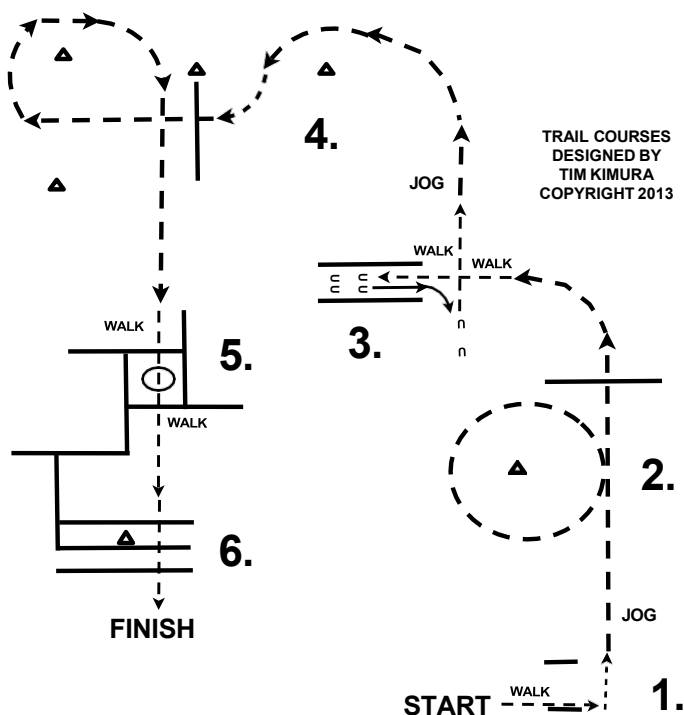 TRAIL COURSES
DESIGNED BY
TIM KIMURA
COPYRIGHT 2013
4.
JOG
WALK
WALK
3.
WALK
5.
WALK
2.
6.
FINISH
JOG
1.
WALK
START